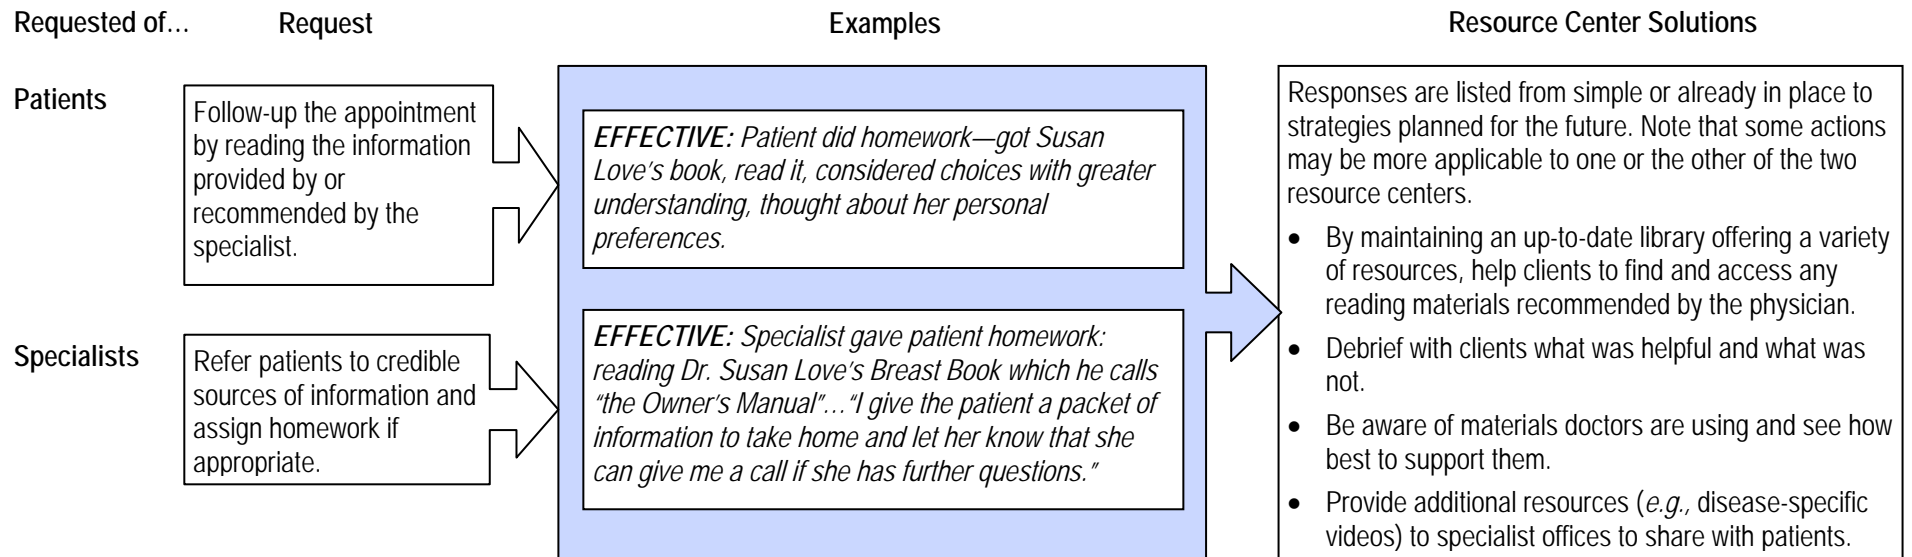 Requested of… Request Examples Resource Center Solutions
Patients
Follow-up the appointment
by reading the information
provided by or
recommended by the
specialist.
EFFECTIVE: Patient did homework—got Susan
Love's book, read it, considered choices with greater
understanding, thought about her personal
preferences.
Specialists
Refer patients to credible
sources of information and
assign homework if
appropriate.
EFFECTIVE: Specialist gave patient homework:
reading Dr. Susan Love's Breast Book which he calls
"the Owner's Manual"…"I give the patient a packet of
information to take home and let her know that she
can give me a call if she has further questions."
Responses are listed from simple or already in place to
strategies planned for the future. Note that some actions
may be more applicable to one or the other of the two
resource centers.
• By maintaining an up-to-date library offering a variety
of resources, help clients to find and access any
reading materials recommended by the physician.
• Debrief with clients what was helpful and what was
not.
• Be aware of materials doctors are using and see how
best to support them.
• Provide additional resources (e.g., disease-specific
videos) to specialist offices to share with patients.